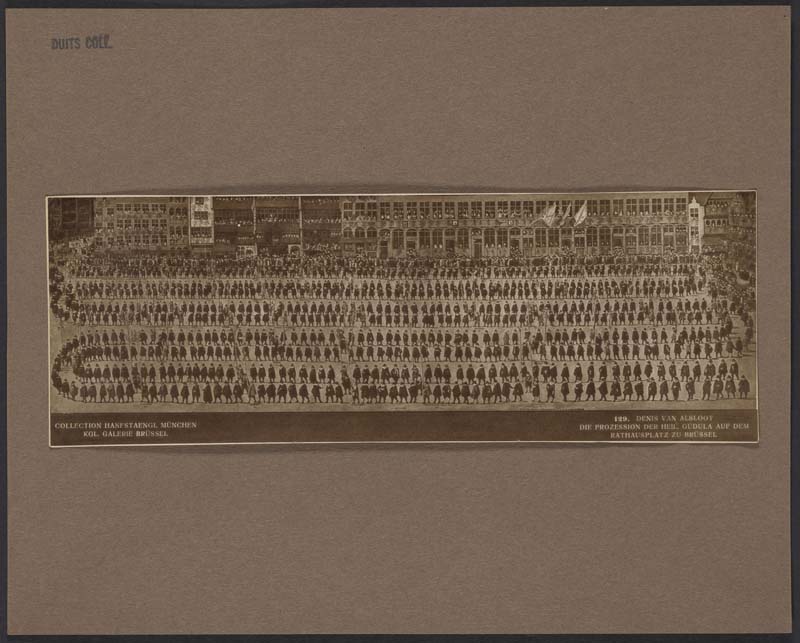 DUITS COLL.
COLLECTION HANFSTAENGL MÜNCHEN
KGL. GALERIE BRÜSSEL
129. DENIS VAN ALSLOOT
DIE PROZESSION DER HEIL. GUDULA AUF DEM
RATHAUSPLATZ ZU BRÜSSEL